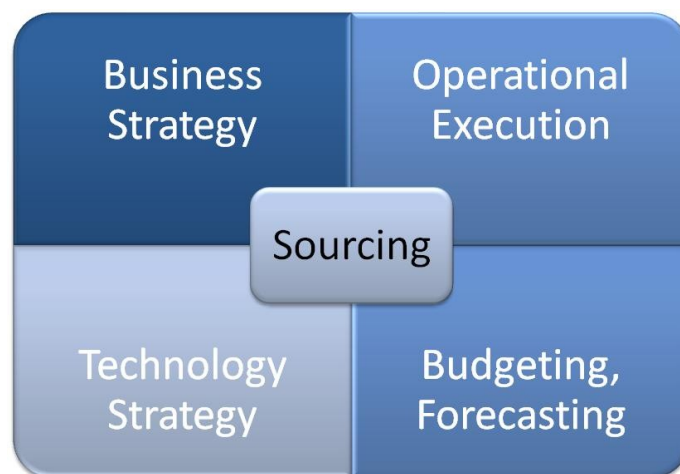 Business
Strategy
Operational
Execution
Sourcing
Technology
Strategy
Budgeting,
Forecasting